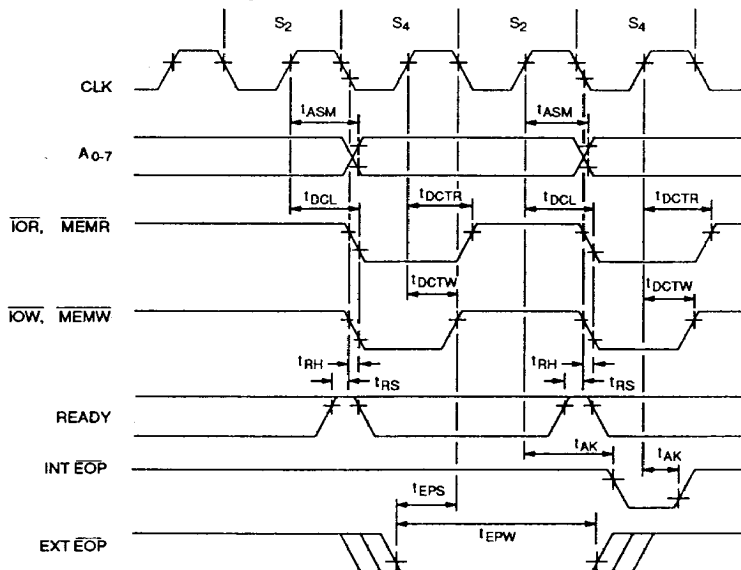 S2 S4 S2 S4
CLK
tASM tASM
A0-7
tDCL tDCTR tDCL tDCTR
IOR, MEMR
tDCTW tDCTW
IOW, MEMW
tRH tRS tRH tRS
READY
tAK tAK
INT EOP
tEPS
tEPW
EXT EOP